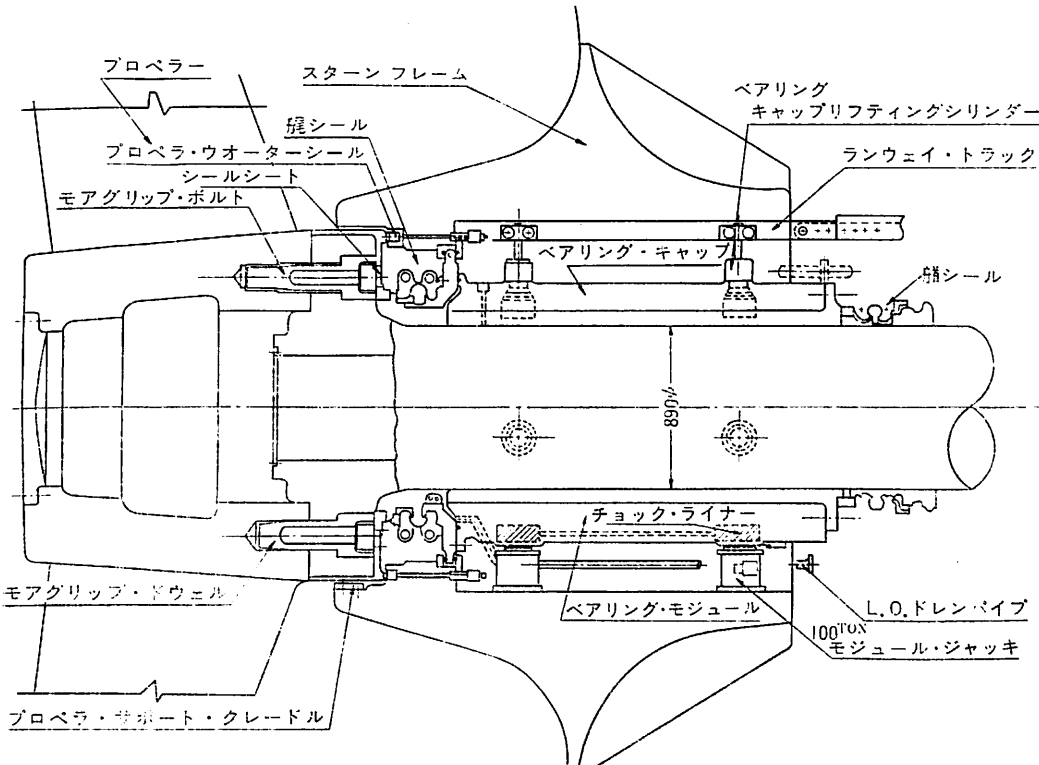 プロペラー
スターン フレーム
ベアリング
キャップリフティングシリンダー
艉シール
プロペラ・ウオーターシール
ランウェイ・トラック
シールシート
モアグリップ・ボルト
ベアリング・キャップ
艏シール
890φ
チョック・ライナー
モアグリップ・ドウェル
ベアリング・モジュール
L.O.ドレンパイプ
100TON
モジュール・ジャッキ
プロペラ・サポート・クレードル